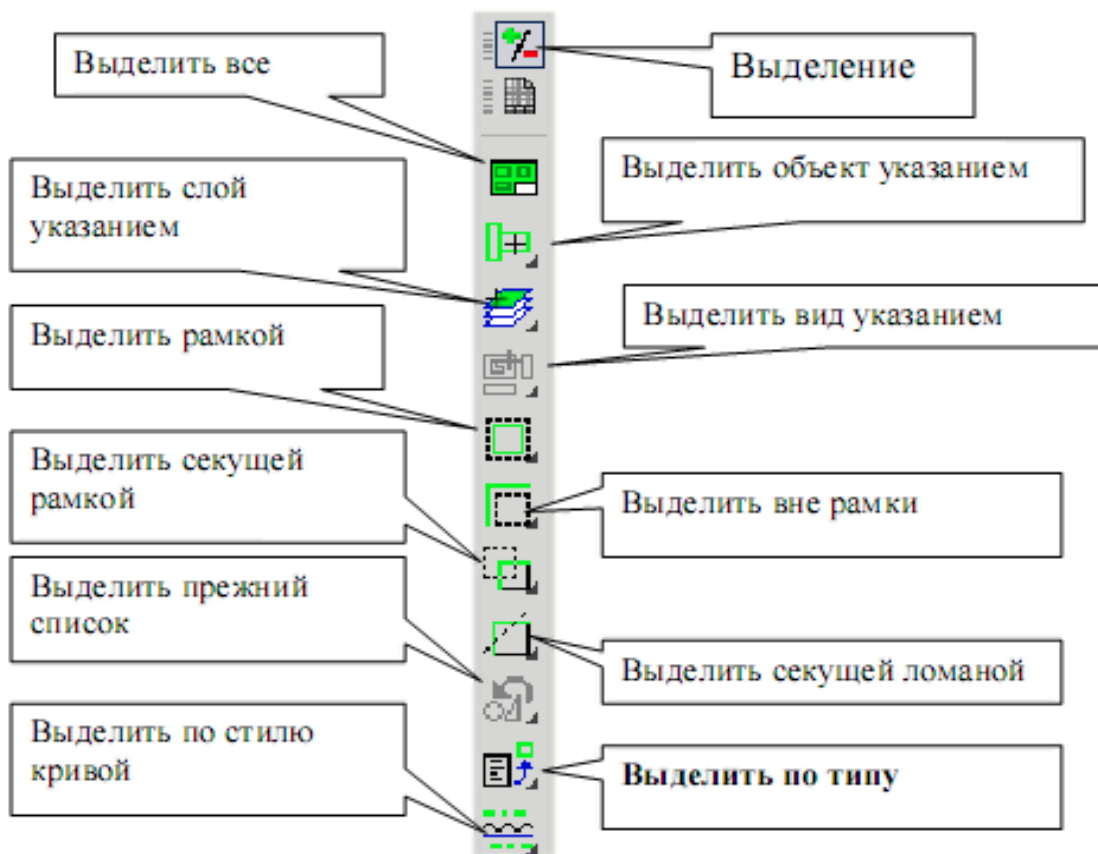 Выделить все
Выделение
Выделить объект указанием
Выделить слой
указанием
Выделить вид указанием
Выделить рамкой
Выделить секущей
рамкой
Выделить вне рамки
Выделить прежний
список
Выделить секущей ломаной
Выделить по стилю
кривой
Выделить по типу